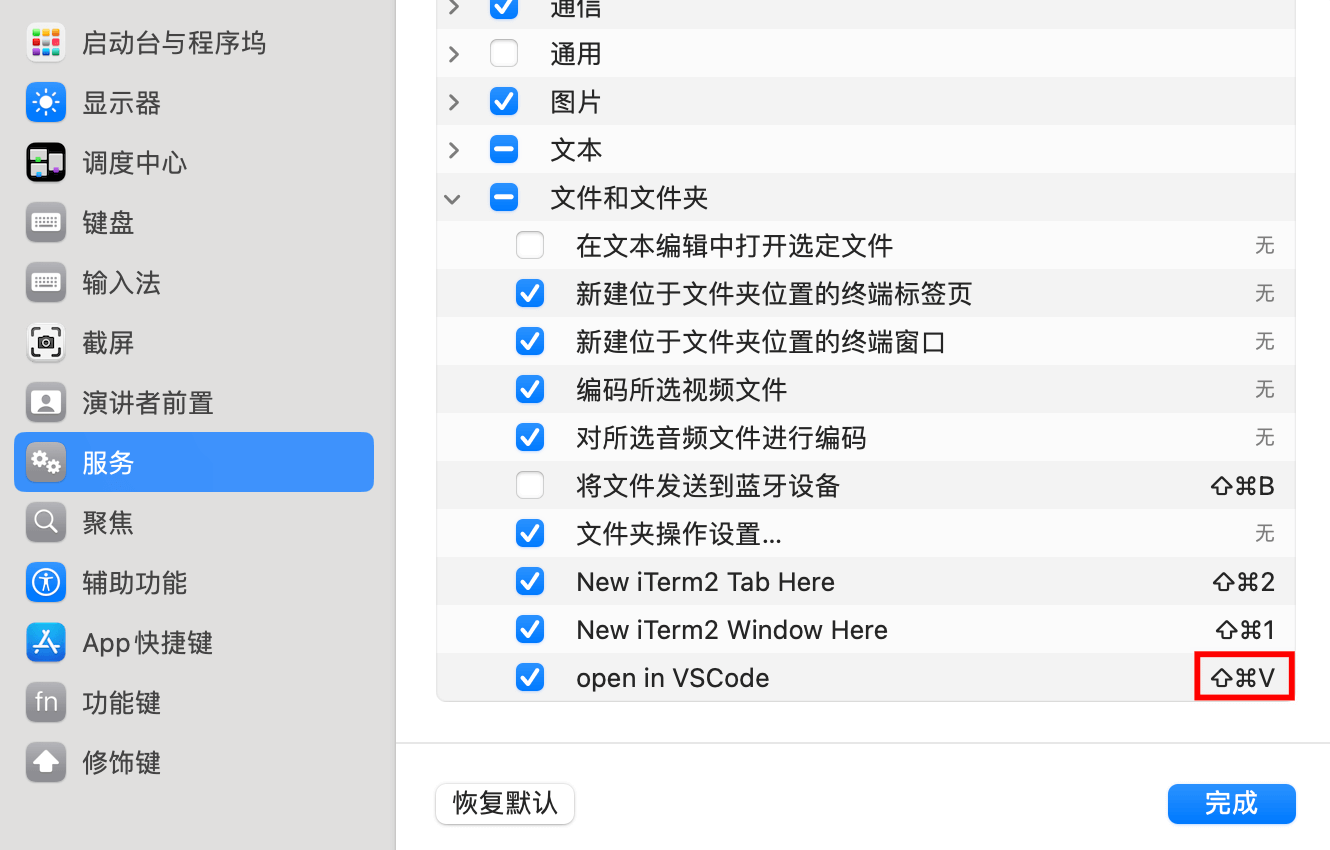 启动台与程序坞
显示器
调度中心
键盘
输入法
截屏
演讲者前置
服务
聚焦
辅助功能
App快捷键
fn 功能键
修饰键
通信
通用
图片
文本
文件和文件夹
在文本编辑中打开选定文件 无
新建位于文件夹位置的终端标签页 无
新建位于文件夹位置的终端窗口 无
编码所选视频文件 无
对所选音频文件进行编码 无
将文件发送到蓝牙设备 ⇧⌘B
文件夹操作设置... 无
New iTerm2 Tab Here ⇧⌘2
New iTerm2 Window Here ⇧⌘1
open in VSCode ⇧⌘V
恢复默认 完成